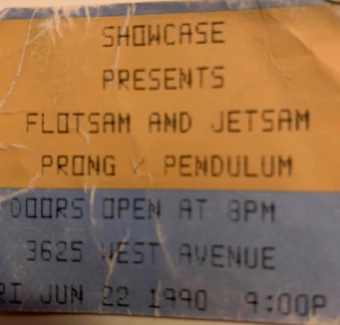 SHOWCASE
PRESENTS
FLOTSAM AND JETSAM
PRONG & PENDULUM
DOORS OPEN AT 8PM
3625 WEST AVENUE
RI JUN 22 1990 9:00P